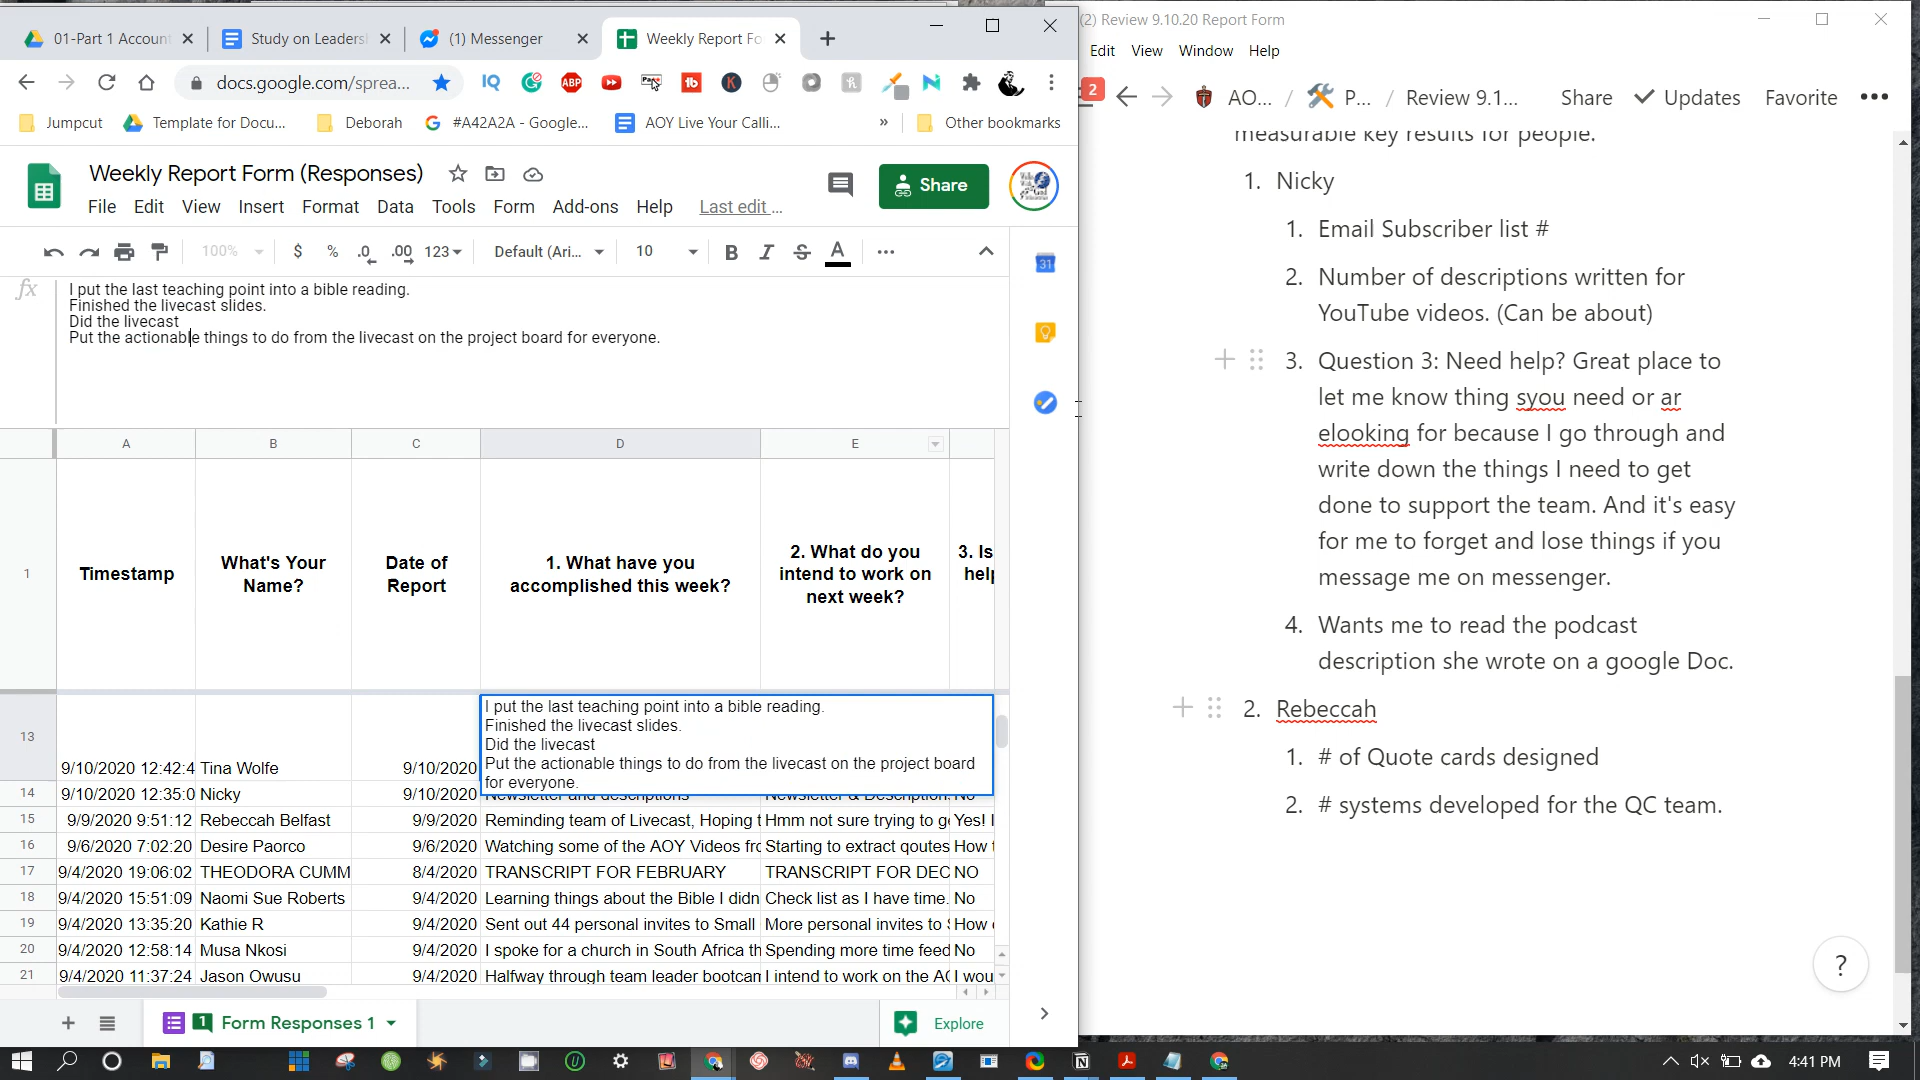 01-Part 1 Account
Study on Leaders
(1) Messenger
Weekly Report Fo
docs.google.com/sprea...
IQ
ABP
tb
K
Jumpcut
Template for Docu...
Deborah
#A42A2A - Google...
AOY Live Your Calli...
»
Other bookmarks
Weekly Report Form (Responses)
Share
File Edit View Insert Format Data Tools Form Add-ons Help Last edit ...
100% $ % .0 .00 123 Default (Ari... 10 B I S A ...
fx
I put the last teaching point into a bible reading.
Finished the livecast slides.
Did the livecast
Put the actionable things to do from the livecast on the project board for everyone.
A B C D E
1 Timestamp
What's Your
Name?
Date of
Report
1. What have you
accomplished this week?
2. What do you
intend to work on
next week?
3. Is
help
I put the last teaching point into a bible reading.
Finished the livecast slides.
Did the livecast
Put the actionable things to do from the livecast on the project board
for everyone.
13 9/10/2020 12:42:4 Tina Wolfe 9/10/2020
14 9/10/2020 12:35:0 Nicky 9/10/2020 Newsletter and descriptions Newsletter & Description No
15 9/9/2020 9:51:12 Rebeccah Belfast 9/9/2020 Reminding team of Livecast, Hoping t Hmm not sure trying to g Yes! I
16 9/6/2020 7:02:20 Desire Paorco 9/6/2020 Watching some of the AOY Videos fro Starting to extract qoutes How t
17 9/4/2020 19:06:02 THEODORA CUMM 8/4/2020 TRANSCRIPT FOR FEBRUARY TRANSCRIPT FOR DEC NO
18 9/4/2020 15:51:09 Naomi Sue Roberts 9/4/2020 Learning things about the Bible I didn Check list as I have time. No
19 9/4/2020 13:35:20 Kathie R 9/4/2020 Sent out 44 personal invites to Small More personal invites to How
20 9/4/2020 12:58:14 Musa Nkosi 9/4/2020 I spoke for a church in South Africa th Spending more time feed No
21 9/4/2020 11:37:24 Jason Owusu 9/4/2020 Halfway through team leader bootcam I intend to work on the AO I wou
1 Form Responses 1
Explore
31
(2) Review 9.10.20 Report Form
Edit View Window Help
2 AO... / P... / Review 9.1... Share Updates Favorite •••
measurable key results for people.
1. Nicky
1. Email Subscriber list #
2. Number of descriptions written for
YouTube videos. (Can be about)
3. Question 3: Need help? Great place to
let me know thing syou need or ar
elooking for because I go through and
write down the things I need to get
done to support the team. And it's easy
for me to forget and lose things if you
message me on messenger.
4. Wants me to read the podcast
description she wrote on a google Doc.
2. Rebeccah
1. # of Quote cards designed
2. # systems developed for the QC team.
?
4:41 PM